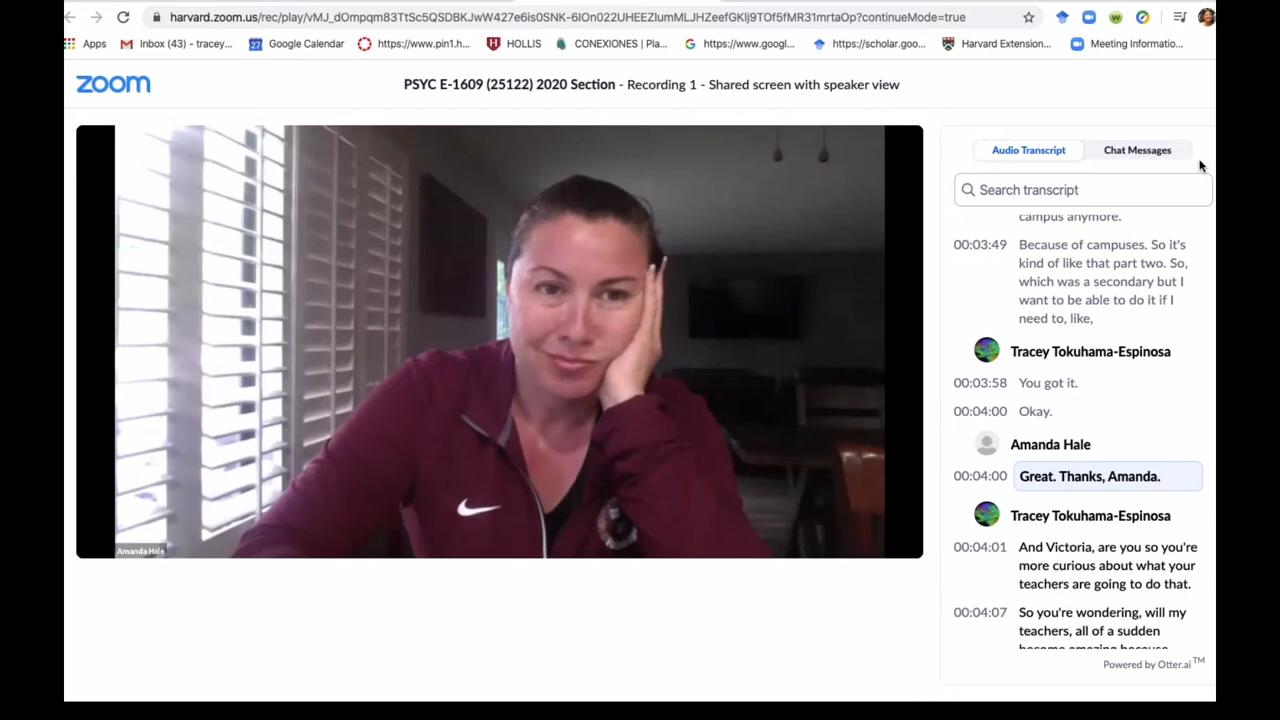 harvard.zoom.us/rec/play/vMJ_dOmpqm83TtSc5QSDBKJwW42Ze6is0SNK-6IOn022UHEEZlumMLJHZeefGKlj9TOf5fMR31mrtaOp?continueMode=true
Apps Inbox (43) - tracey... 27 Google Calendar https://www.pin1.h... HOLLIS CONEXIONES | Pla... https://www.googl... https://scholar.goo... Harvard Extension... Meeting Informatio...
zoom PSYC E-1609 (25122) 2020 Section - Recording 1 - Shared screen with speaker view
Audio Transcript Chat Messages
Search transcript
campus anymore.
00:03:49 Because of campuses. So it's
kind of like that part two. So,
which was a secondary but I
want to be able to do it if I
need to, like,
Tracey Tokuhama-Espinosa
00:03:58 You got it.
00:04:00 Okay.
Amanda Hale
00:04:00 Great. Thanks, Amanda.
Tracey Tokuhama-Espinosa
00:04:01 And Victoria, are you so you're
more curious about what your
teachers are going to do that.
00:04:07 So you're wondering, will my
teachers, all of a sudden
become amazing because
Powered by Otter.ai™
Amanda Hale